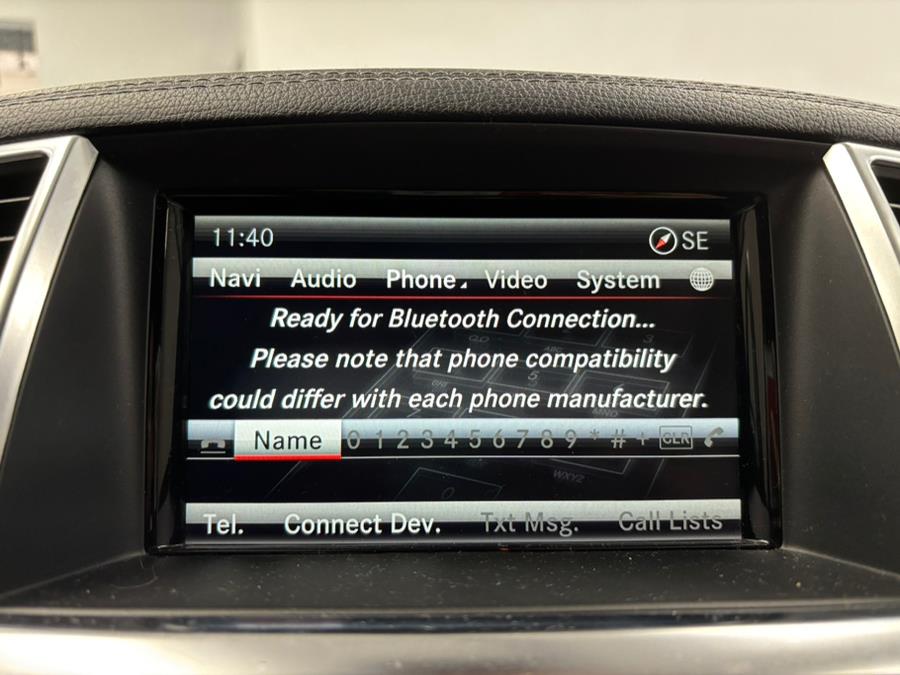 11:40 SE
Navi Audio Phone Video System
Ready for Bluetooth Connection...
Please note that phone compatibility
could differ with each phone manufacturer.
Name 0 1 2 3 4 5 6 7 8 9 * # + CLR
WXYZ
Tel. Connect Dev. Txt Msg. Call Lists